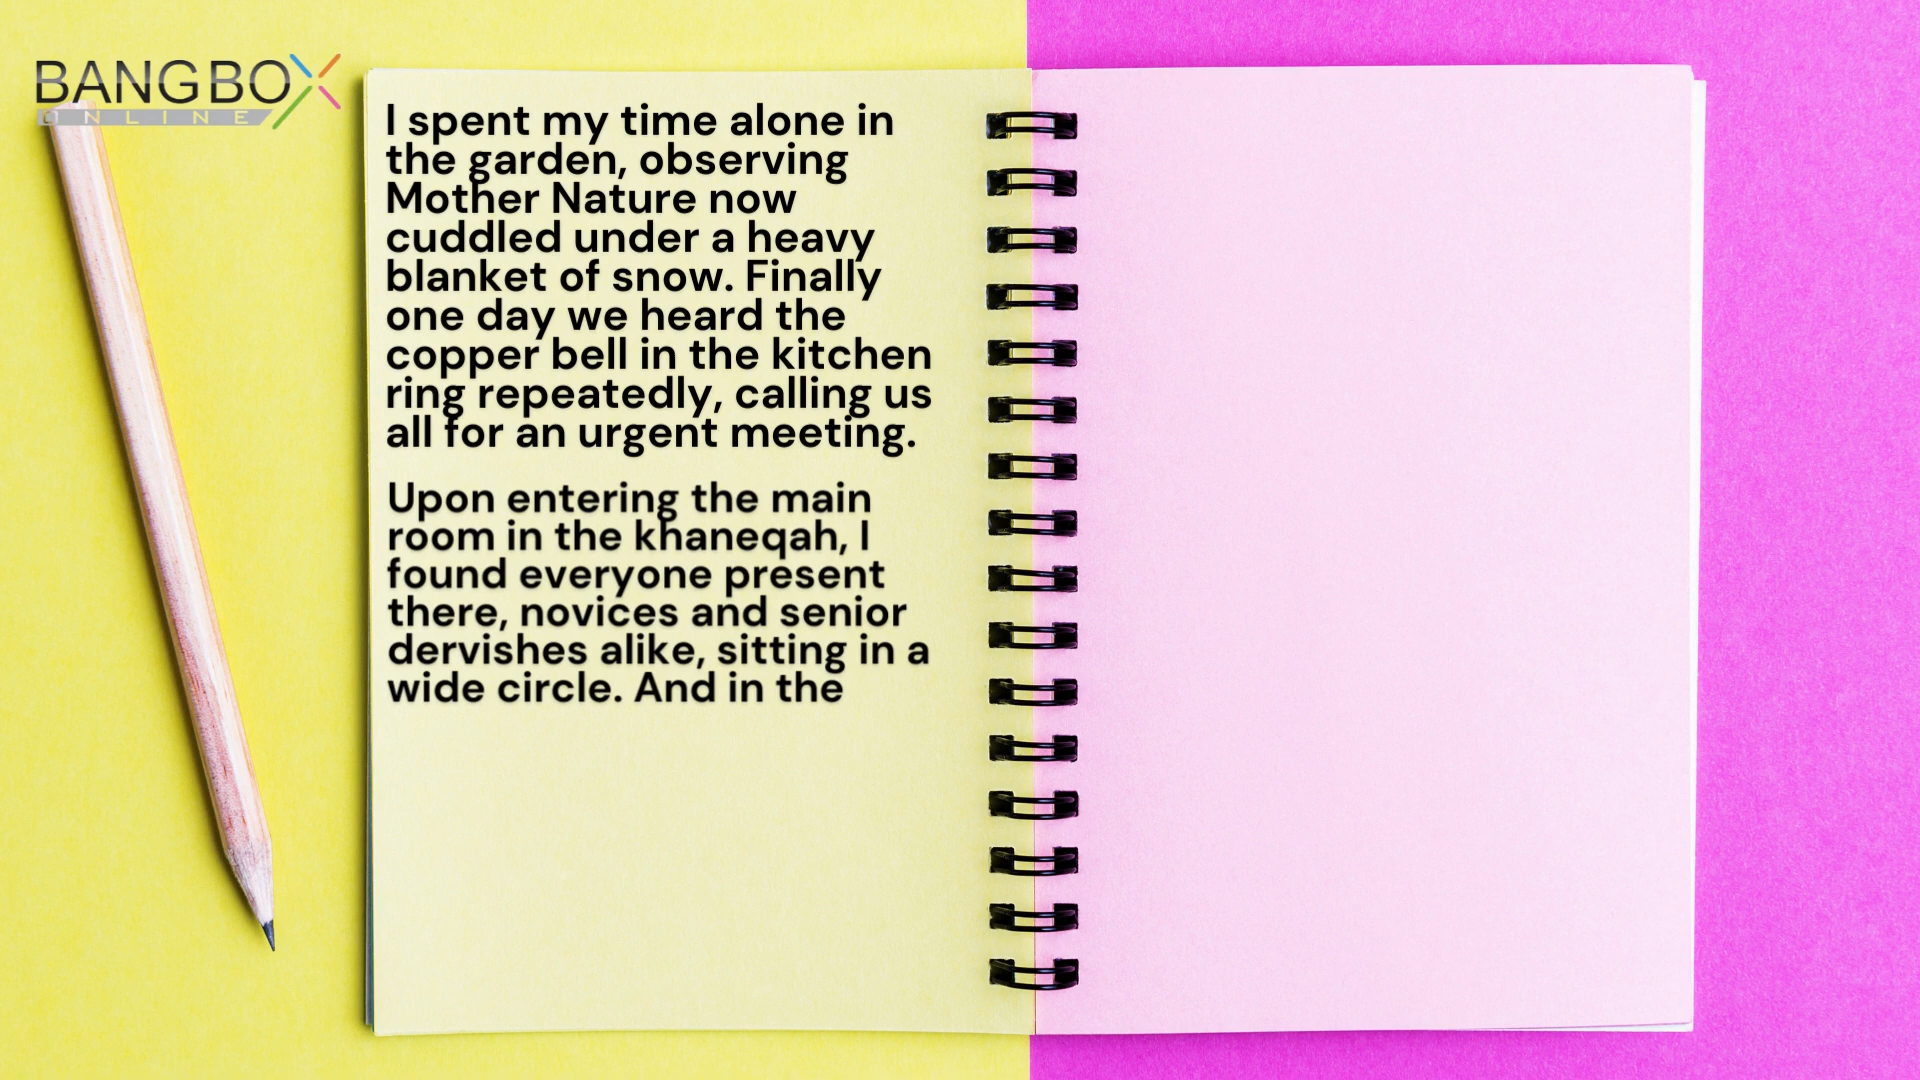 BANGBOX
ONLINE
I spent my time alone in
the garden, observing
Mother Nature now
cuddled under a heavy
blanket of snow. Finally
one day we heard the
copper bell in the kitchen
ring repeatedly, calling us
all for an urgent meeting.
Upon entering the main
room in the khaneqah, I
found everyone present
there, novices and senior
dervishes alike, sitting in a
wide circle. And in the